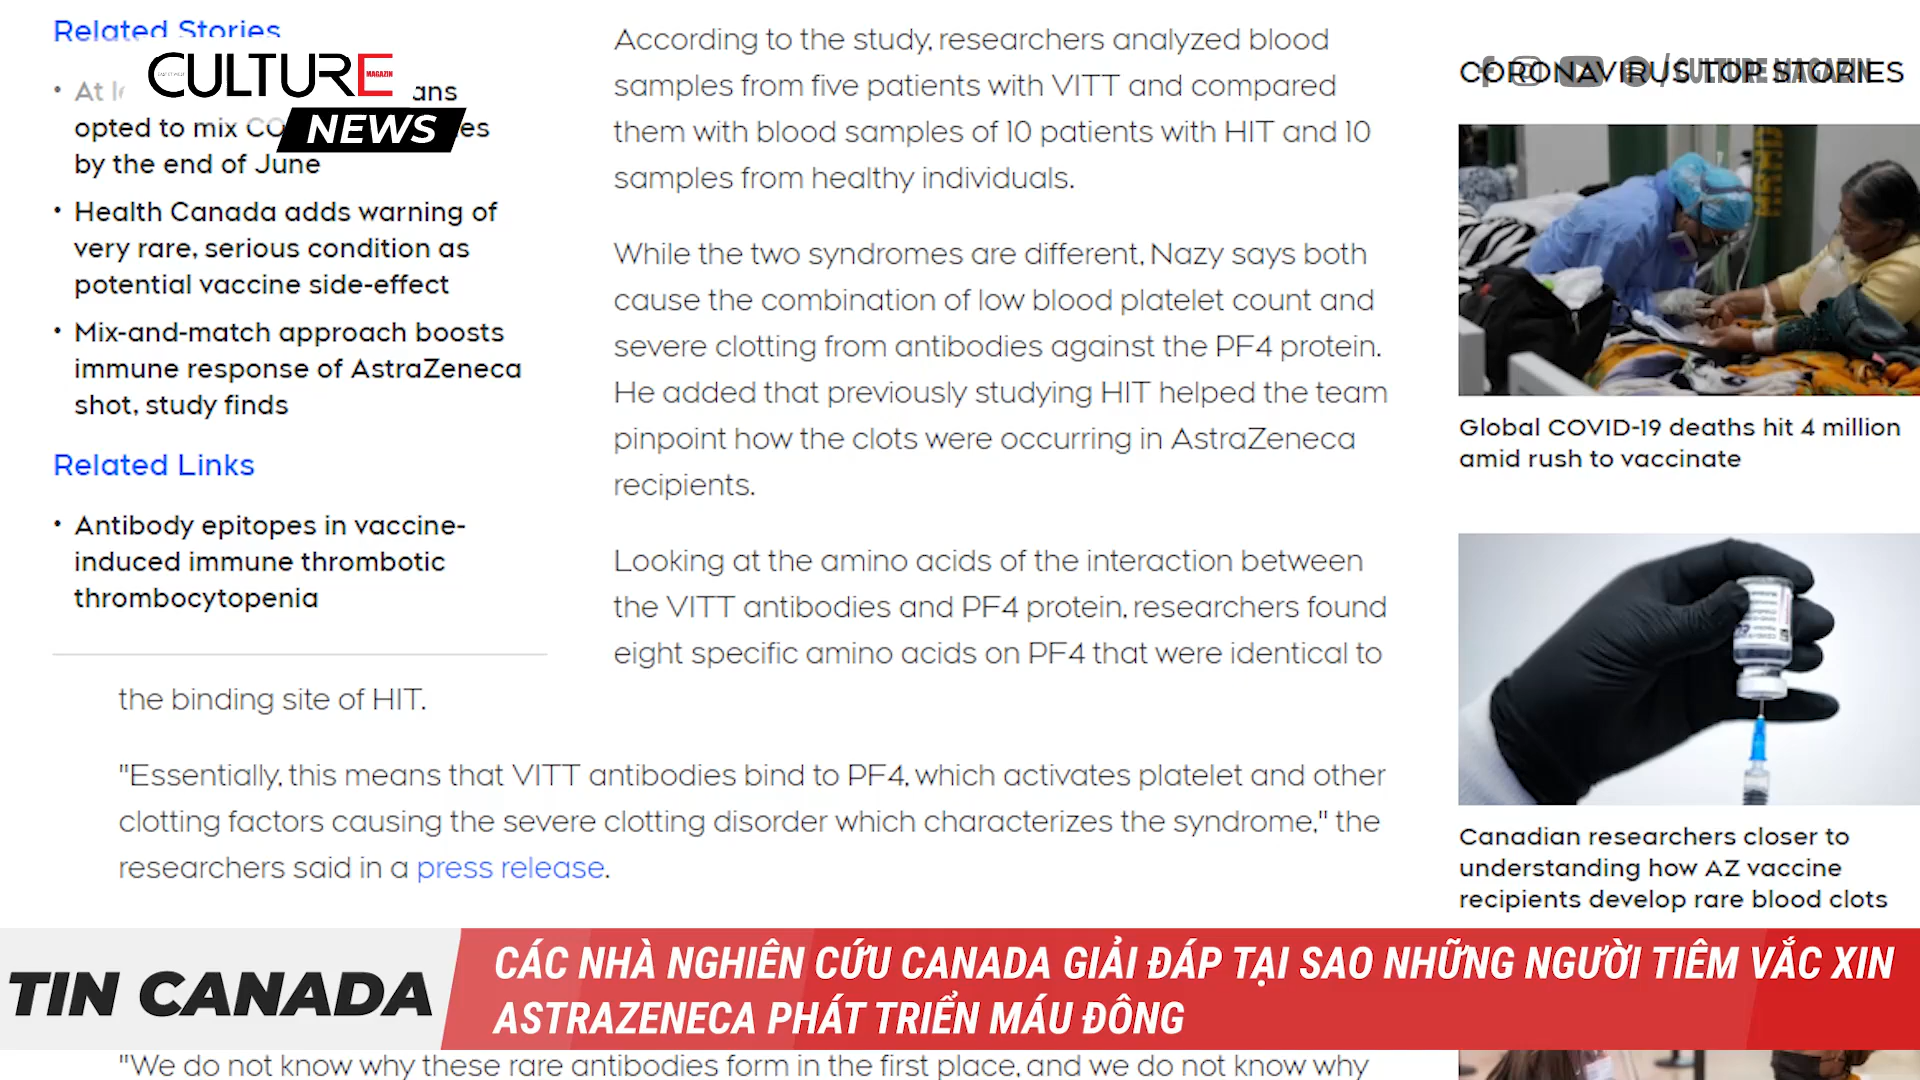 Related Stories
CULTURE
MAGAZIN
NEWS
At
ans
opted to mix
es
by the end of June
Health Canada adds warning of
very rare, serious condition as
potential vaccine side-effect
Mix-and-match approach boosts
immune response of AstraZeneca
shot, study finds
Related Links
Antibody epitopes in vaccine-
induced immune thrombotic
thrombocytopenia
According to the study, researchers analyzed blood
samples from five patients with VITT and compared
them with blood samples of 10 patients with HIT and 10
samples from healthy individuals.
While the two syndromes are different, Nazy says both
cause the combination of low blood platelet count and
severe clotting from antibodies against the PF4 protein.
He added that previously studying HIT helped the team
pinpoint how the clots were occurring in AstraZeneca
recipients.
Looking at the amino acids of the interaction between
the VITT antibodies and PF4 protein, researchers found
eight specific amino acids on PF4 that were identical to
the binding site of HIT.
"Essentially, this means that VITT antibodies bind to PF4, which activates platelet and other
clotting factors causing the severe clotting disorder which characterizes the syndrome," the
researchers said in a press release.
CORONAVIRUS TOP STORIES
/ CULTURE MAGAZIN
Global COVID-19 deaths hit 4 million
amid rush to vaccinate
Canadian researchers closer to
understanding how AZ vaccine
recipients develop rare blood clots
TIN CANADA
CÁC NHÀ NGHIÊN CỨU CANADA GIẢI ĐÁP TẠI SAO NHỮNG NGƯỜI TIÊM VẮC XIN
ASTRAZENECA PHÁT TRIỂN MÁU ĐÔNG
"We do not know why these rare antibodies form in the first place, and we do not know why